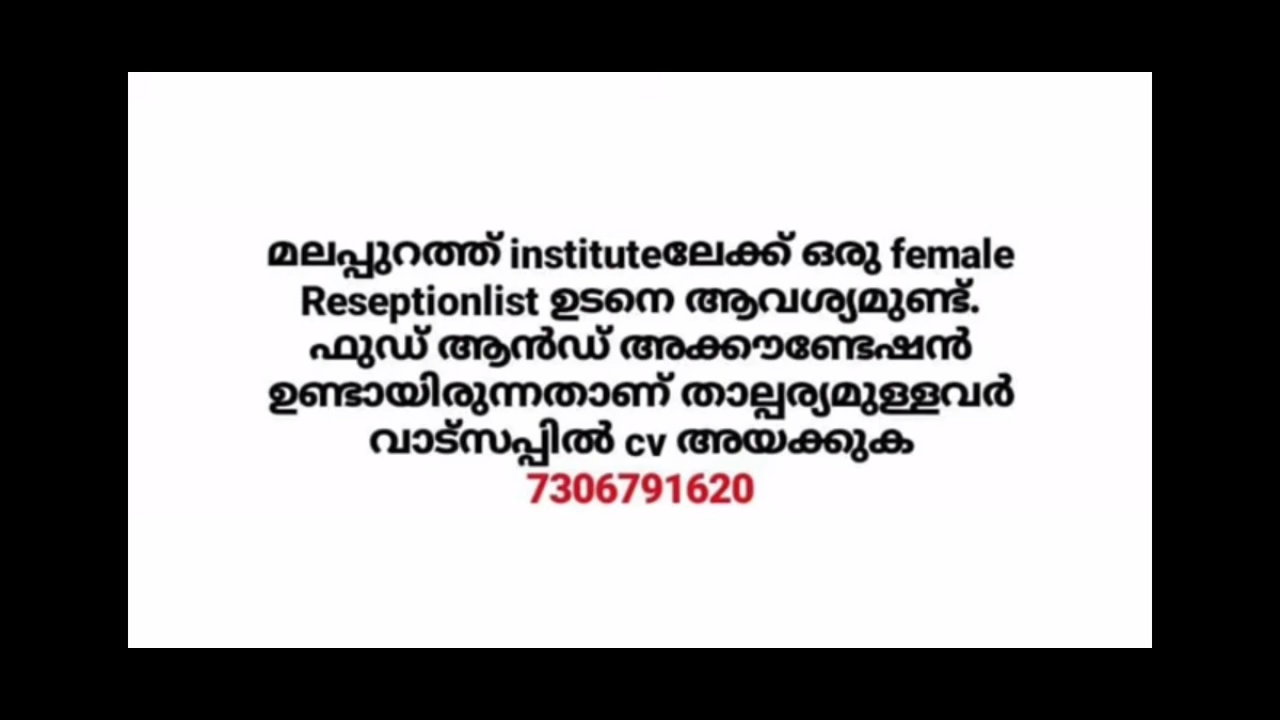 മലപ്പുറത്ത് instituteലേക്ക് ഒരു female
Reseptionlist ഉടനെ ആവശ്യമുണ്ട്.
ഫുഡ് ആൻഡ് അക്കൗണ്ടേഷൻ
ഉണ്ടായിരുന്നതാണ് താല്പര്യമുള്ളവർ
വാട്സപ്പിൽ cv അയക്കുക
7306791620